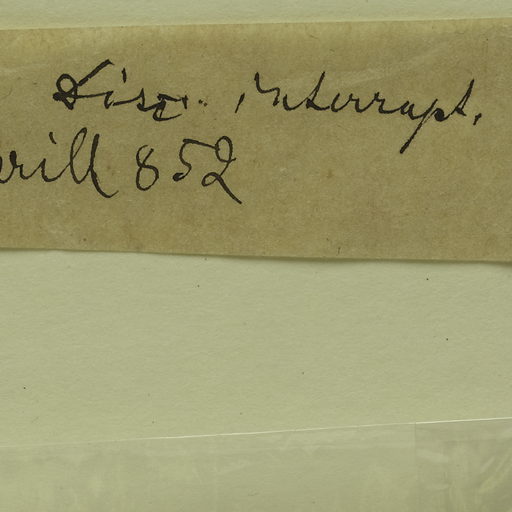 Disc. interrupt.
rill 852